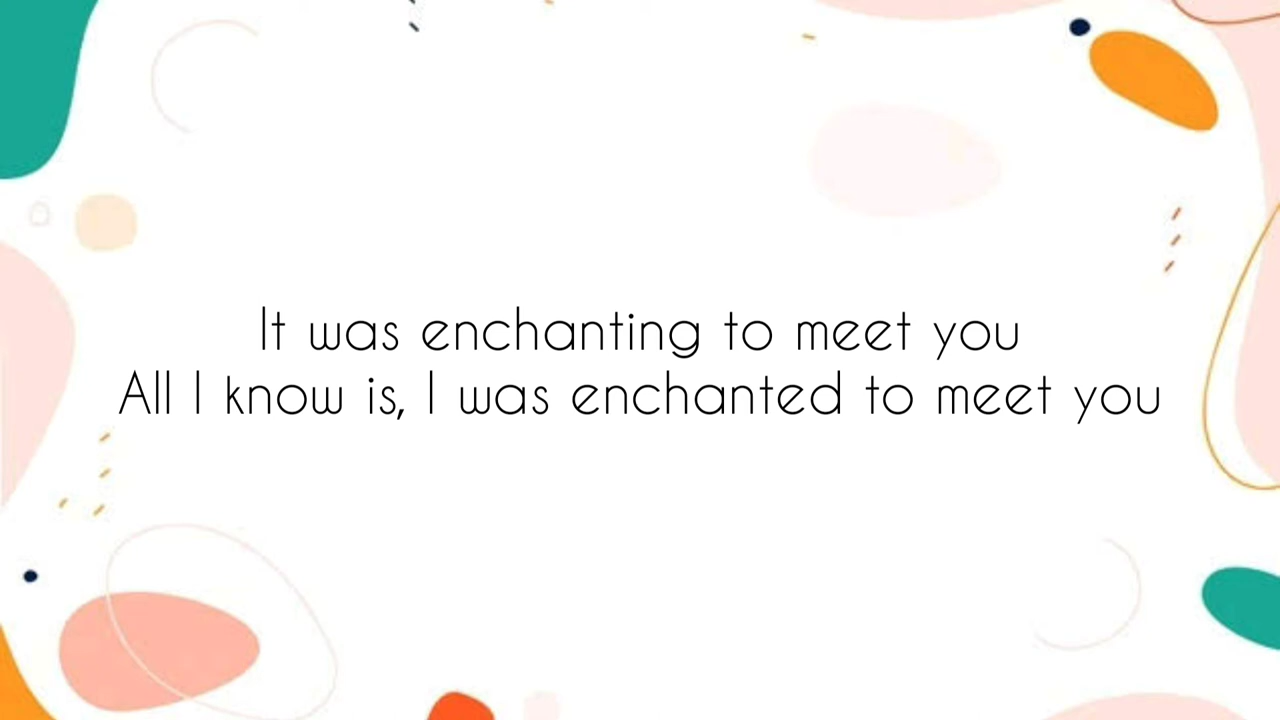 It was enchanting to meet you
All I know is, I was enchanted to meet you